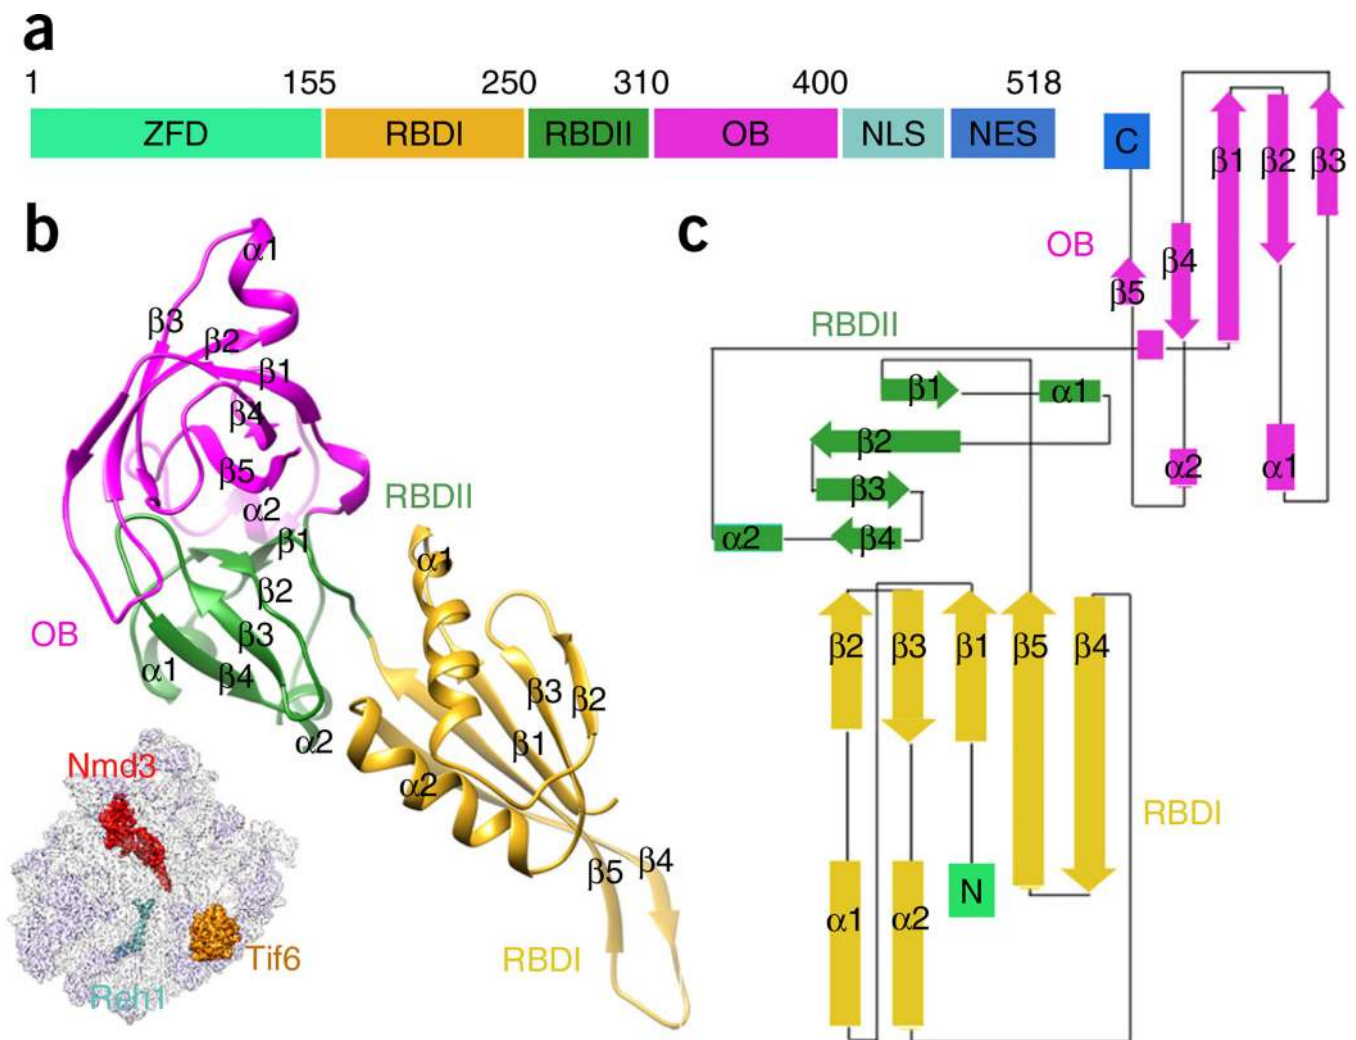 a
1 155 250 310 400 518
ZFD RBDI RBDII OB NLS NES
b
α1
β3
β2
β1
β4
β5
α2
RBDII
β1
α1
β2
OB
β3
α1
β4
β3
β2
α2
β1
α2
Nmd3
β5
β4
RBDI
Tif6
Reh1
c
C
β1
β2
β3
OB
β4
β5
RBDII
β1
α1
β2
β3
α2
α1
α2
β4
β2
β3
β1
β5
β4
RBDI
N
α1
α2